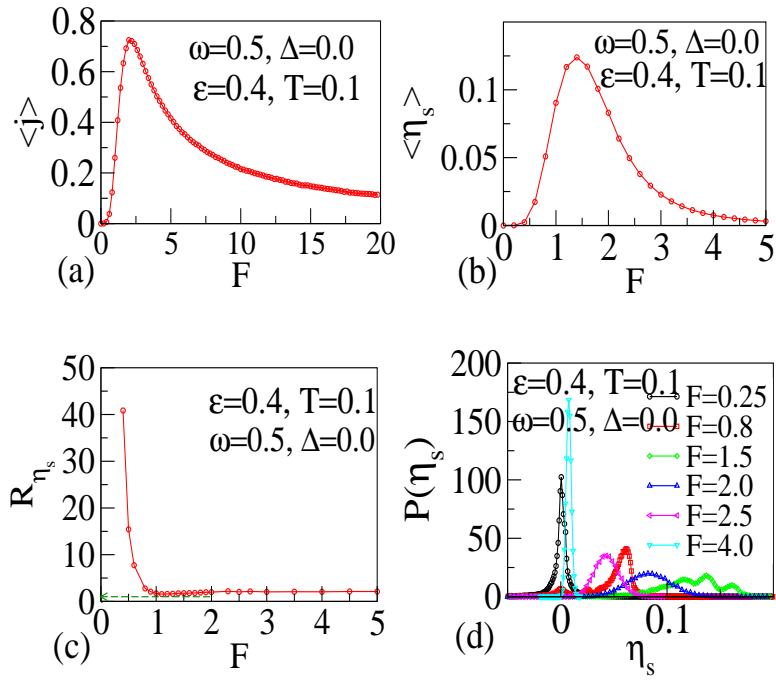 0.8
0.6
0.4
0.2
0
<j>
ω=0.5, Δ=0.0
ε=0.4, T=0.1
0 5 10 15 20
(a) F
0.1
0.05
0
<η_s>
ω=0.5, Δ=0.0
ε=0.4, T=0.1
0 1 2 3 4 5
(b) F
50
40
30
20
10
0
R_{η_s}
ε=0.4, T=0.1
ω=0.5, Δ=0.0
0 1 2 3 4 5
(c) F
200
150
100
50
0
P(η_s)
ε=0.4, T=0.1
ω=0.5, Δ=0.0
F=0.25
F=0.8
F=1.5
F=2.0
F=2.5
F=4.0
0 0.1
(d) η_s